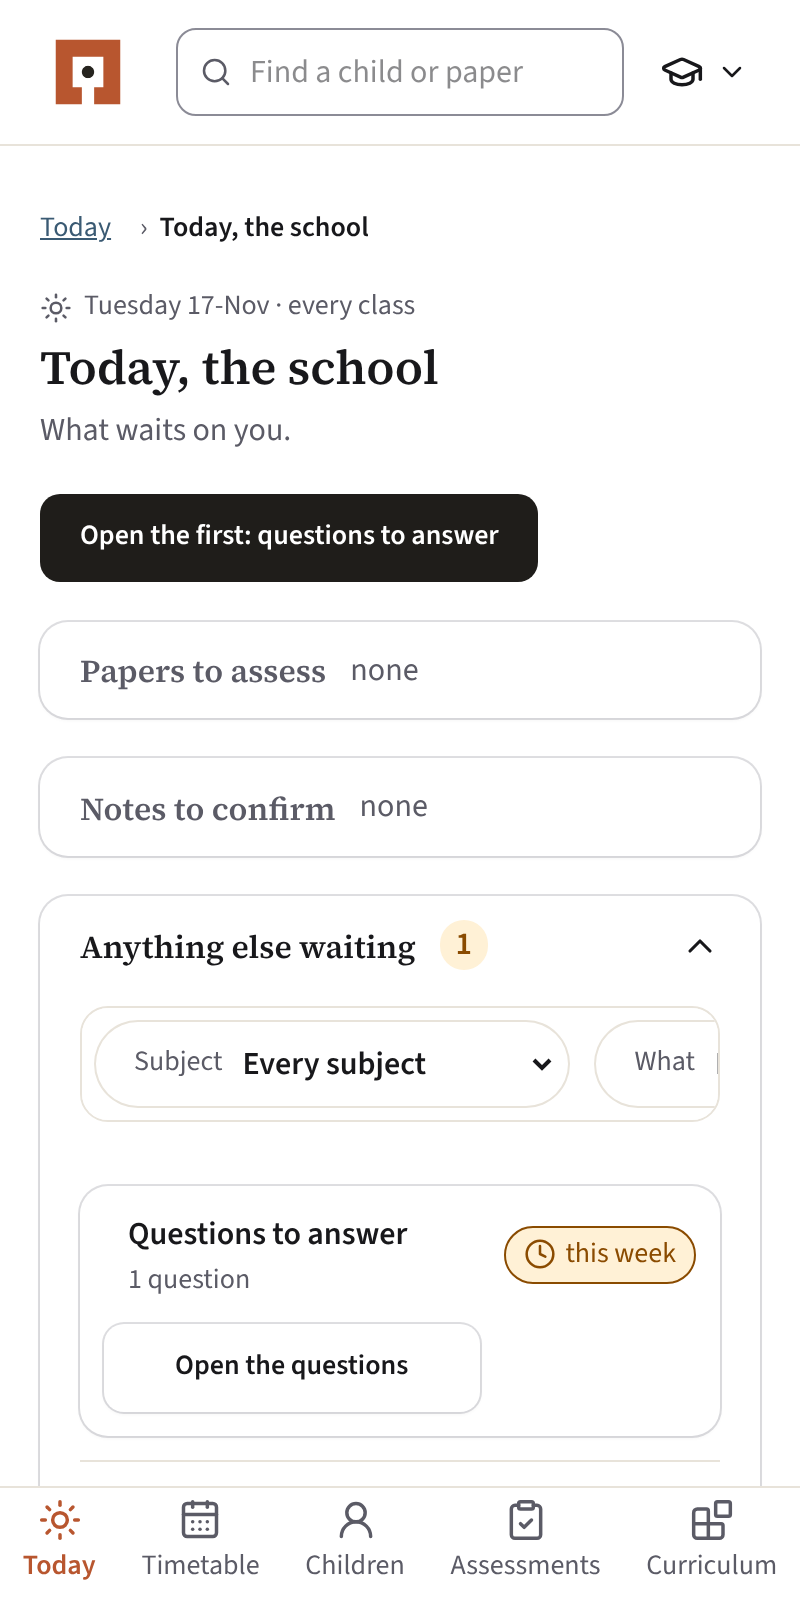 Find a child or paper
Today › Today, the school
Tuesday 17-Nov · every class
Today, the school
What waits on you.
Open the first: questions to answer
Papers to assess none
Notes to confirm none
Anything else waiting 1
Subject Every subject What
Questions to answer
this week
1 question
Open the questions
Today Timetable Children Assessments Curriculum